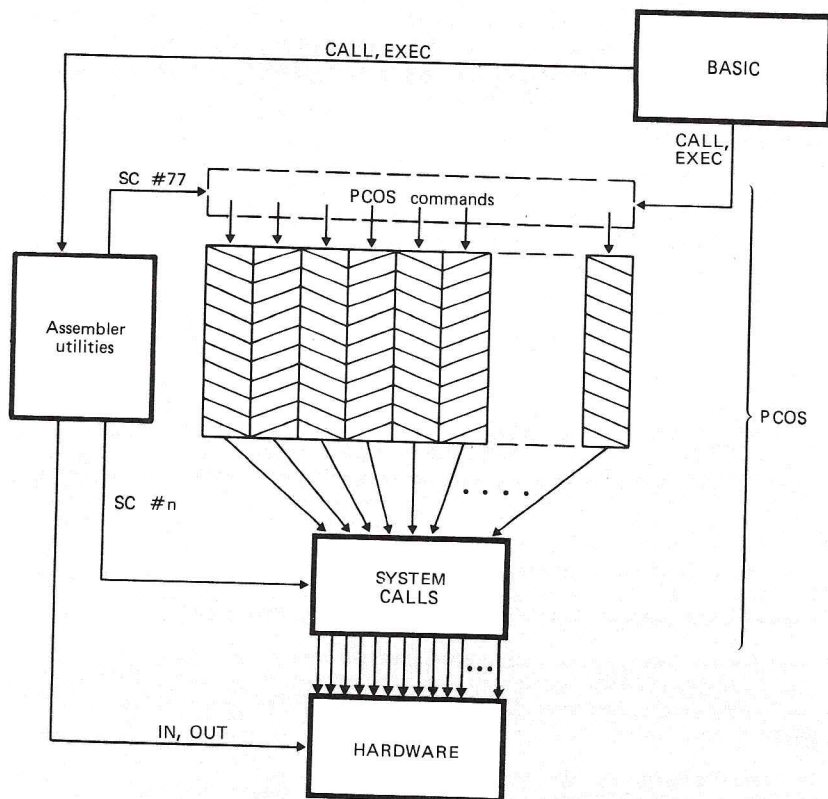 CALL, EXEC
BASIC
CALL,
EXEC
SC #77
PCOS commands
Assembler
utilities
PCOS
SC #n
SYSTEM
CALLS
IN, OUT
HARDWARE